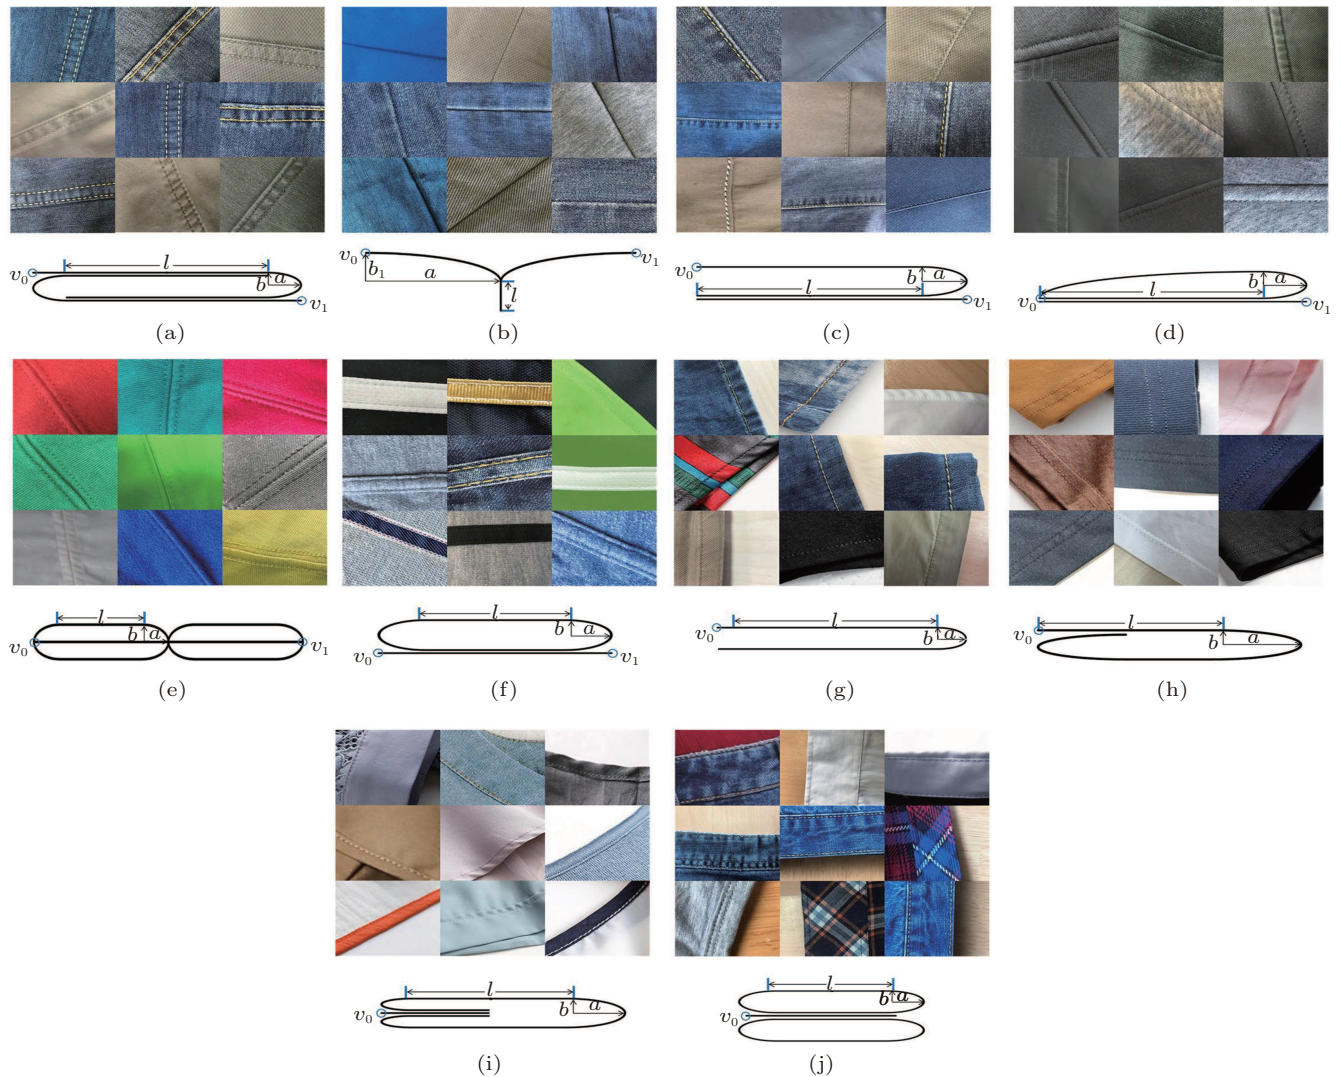 v₀ l b a v₁
(a)
v₀ b₁ a l v₁
(b)
v₀ l b a v₁
(c)
v₀ l b a v₁
(d)
v₀ l b a v₁
(e)
v₀ l b a v₁
(f)
v₀ l b a
(g)
v₀ l b a
(h)
v₀ l b a
(i)
v₀ l b a
(j)